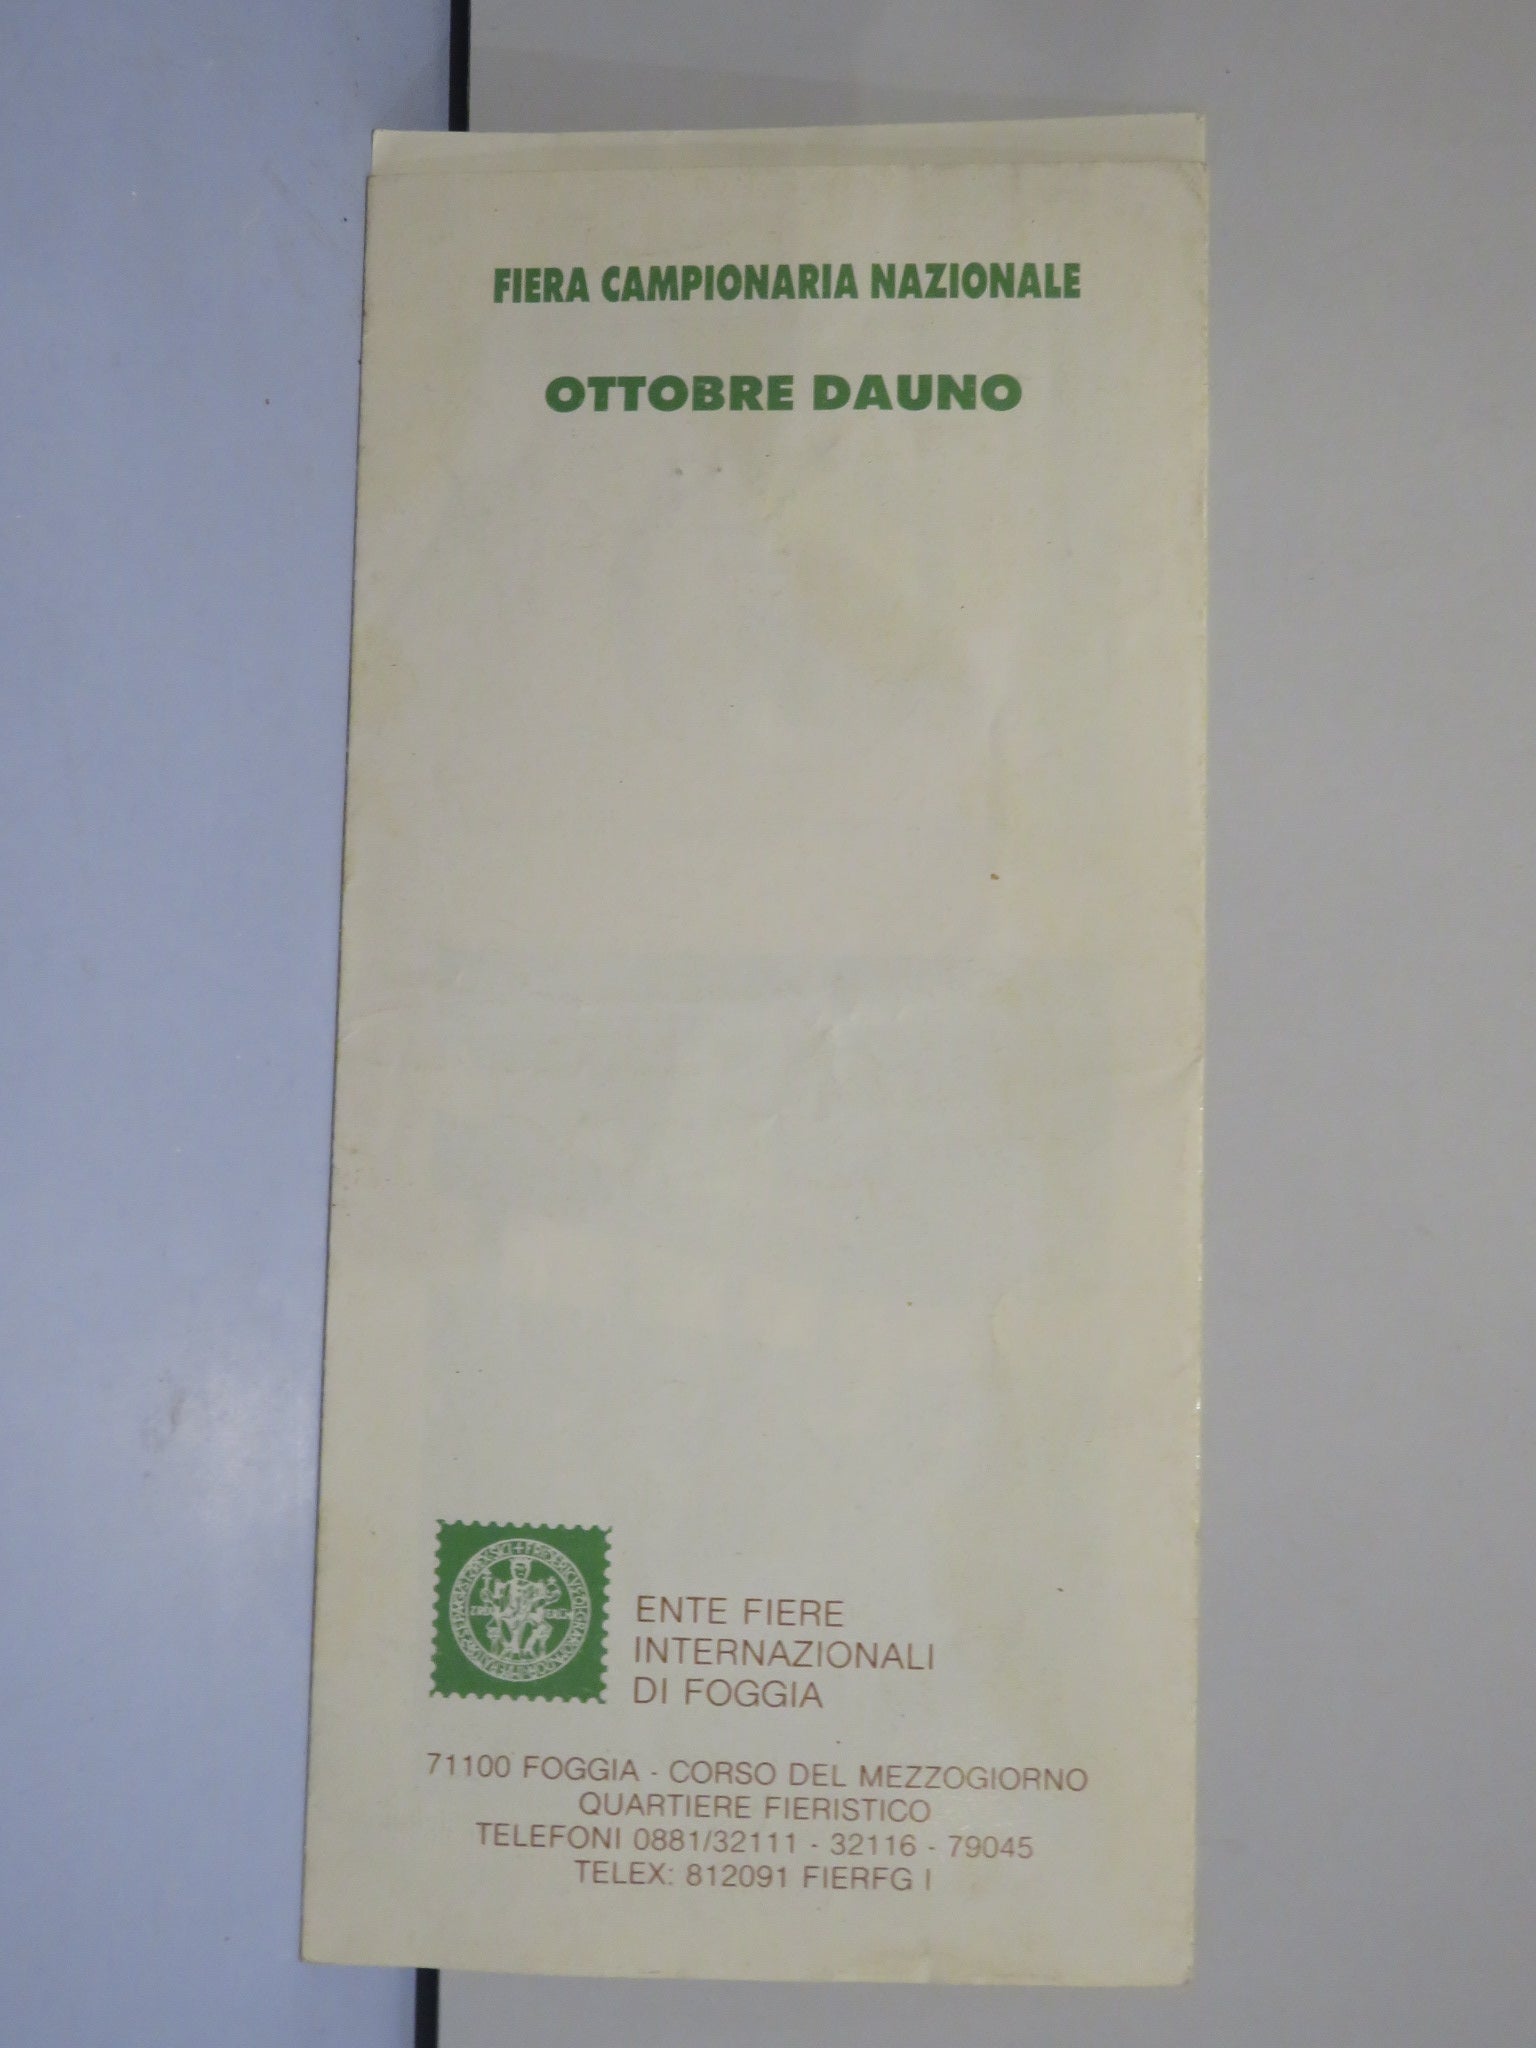 FIERA CAMPIONARIA NAZIONALE
OTTOBRE DAUNO
ENTE FIERE
INTERNAZIONALI
DI FOGGIA
71100 FOGGIA - CORSO DEL MEZZOGIORNO
QUARTIERE FIERISTICO
TELEFONI 0881/32111 - 32116 - 79045
TELEX: 812091 FIERFG I